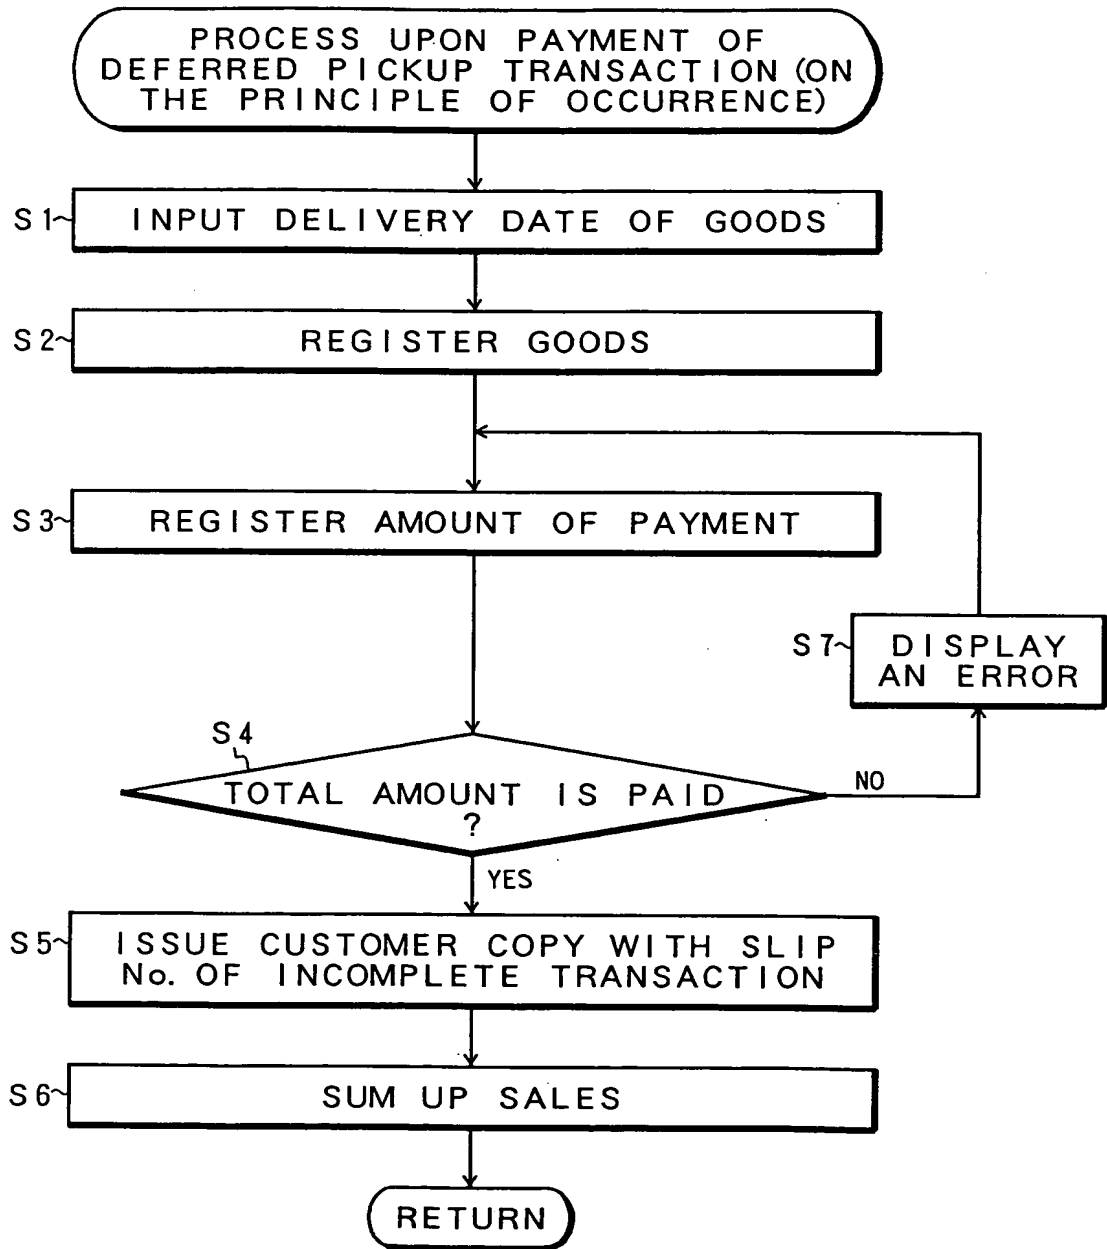 PROCESS UPON PAYMENT OF
DEFERRED PICKUP TRANSACTION (ON
THE PRINCIPLE OF OCCURRENCE)
S1
INPUT DELIVERY DATE OF GOODS
S2
REGISTER GOODS
S3
REGISTER AMOUNT OF PAYMENT
S7
DISPLAY
AN ERROR
S4
TOTAL AMOUNT IS PAID
?
NO
YES
S5
ISSUE CUSTOMER COPY WITH SLIP
No. OF INCOMPLETE TRANSACTION
S6
SUM UP SALES
RETURN